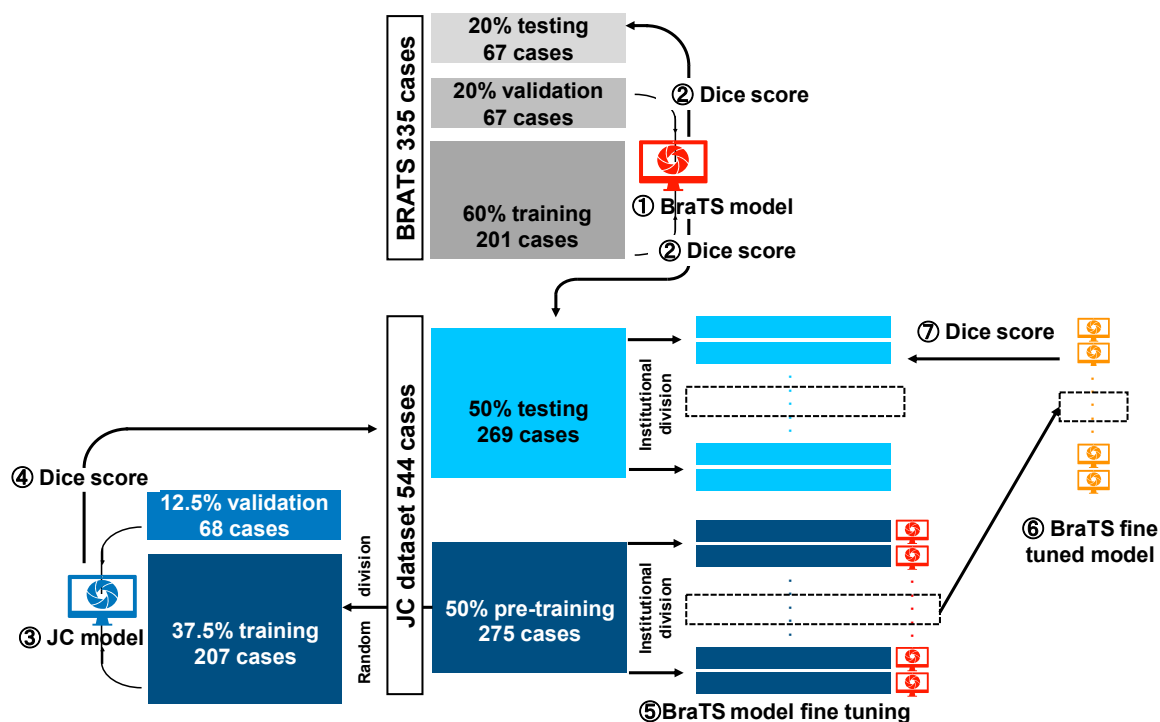 BRATS 335 cases
20% testing
67 cases
20% validation
67 cases
60% training
201 cases
② Dice score
① BraTS model
② Dice score
JC dataset 544 cases
50% testing
269 cases
Institutional
division
⑦ Dice score
④ Dice score
12.5% validation
68 cases
③ JC model
37.5% training
207 cases
Random
division
50% pre-training
275 cases
Institutional
division
⑤BraTS model fine tuning
⑥ BraTS fine
tuned model